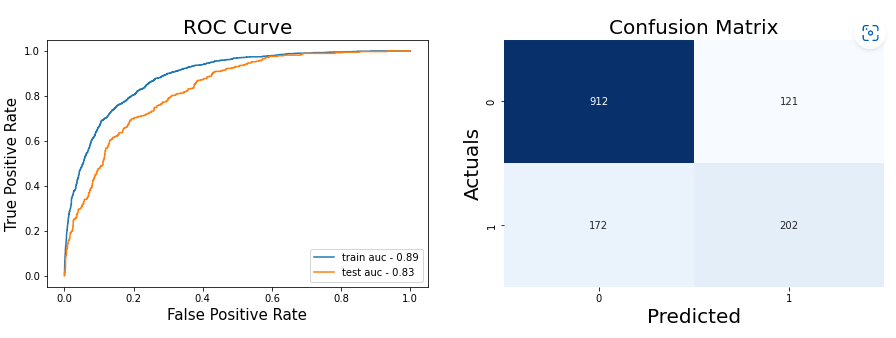 ROC Curve
1.0
0.8
0.6
0.4
0.2
0.0
True Positive Rate
train auc - 0.89
test auc - 0.83
0.0 0.2 0.4 0.6 0.8 1.0
False Positive Rate
Confusion Matrix
Actuals
0
912 121
1
172 202
0 1
Predicted